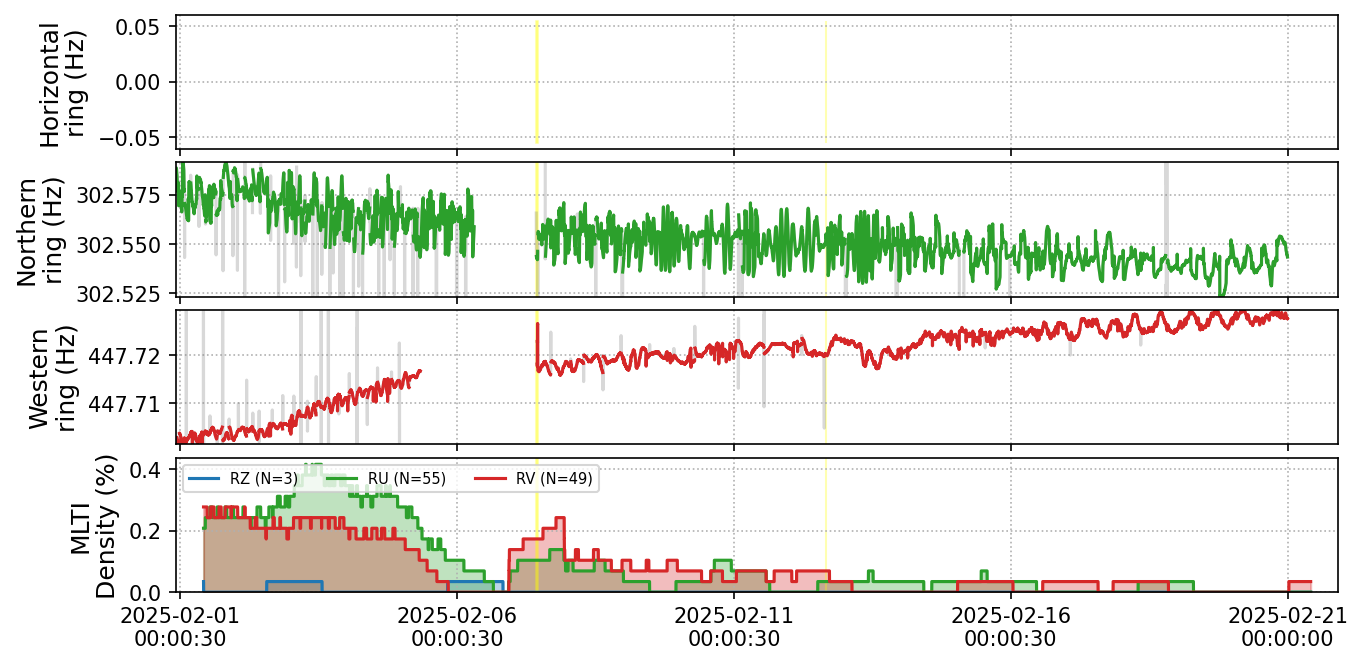 Horizontal
ring (Hz)
0.05
0.00
−0.05
Northern
ring (Hz)
302.575
302.550
302.525
Western
ring (Hz)
447.72
447.71
MLTI
Density (%)
0.4
0.2
0.0
RZ (N=3)
RU (N=55)
RV (N=49)
2025-02-01
00:00:30
2025-02-06
00:00:30
2025-02-11
00:00:30
2025-02-16
00:00:30
2025-02-21
00:00:00